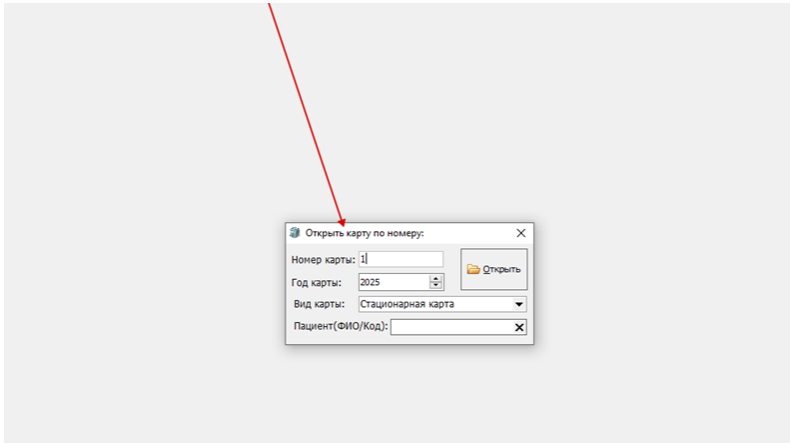 Открыть карту по номеру:
Номер карты: 1
Открыть
Год карты: 2025
Вид карты: Стационарная карта
Пациент(ФИО/Код):